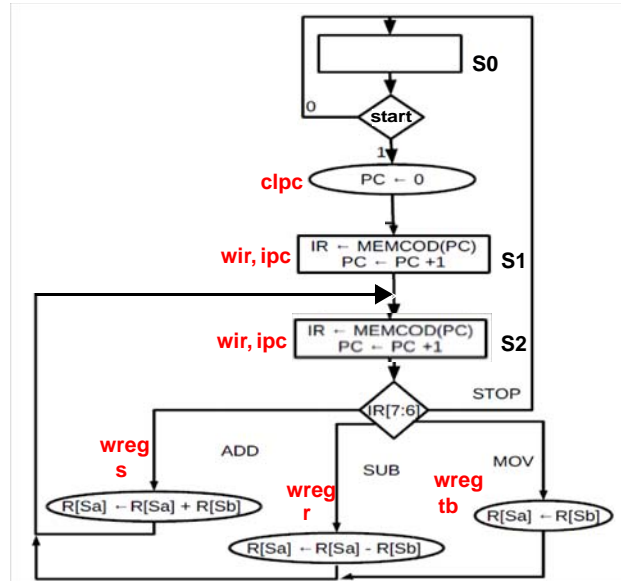 S0
0
start
1
clpc
PC ← 0
IR ← MEMCOD(PC)
PC ← PC +1
wir, ipc
S1
IR ← MEMCOD(PC)
PC ← PC +1
wir, ipc
S2
STOP
IR[7:6]
ADD
SUB
MOV
wreg
s
wreg
r
wreg
tb
R[Sa] ←R[Sa] + R[Sb]
R[Sa] ←R[Sa] - R[Sb]
R[Sa] ←R[Sb]